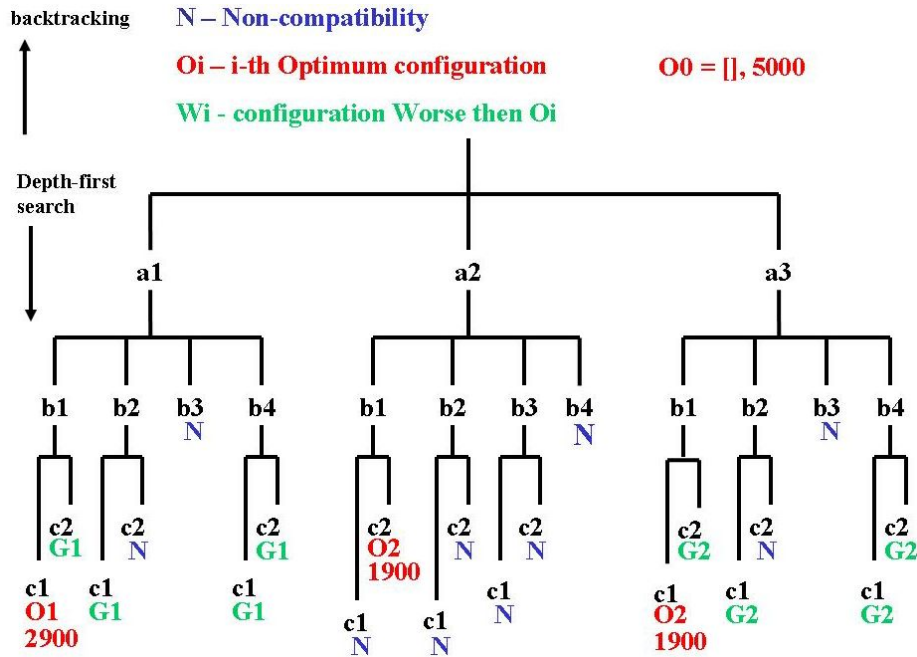 backtracking
N – Non-compatibility
Oi – i-th Optimum configuration
O0 = [], 5000
Wi - configuration Worse then Oi
Depth-first
search
a1 a2 a3
b1 b2 b3 b4 b1 b2 b3 b4 b1 b2 b3 b4
N N N
c2 c2 c2 c2 c2 c2 c2 c2 c2
G1 N G1 O2 N N G2 N G2
1900
c1 c1 c1 c1 c1 c1 c1 c1 c1
O1 G1 G1 N N N O2 G2 G2
2900 1900